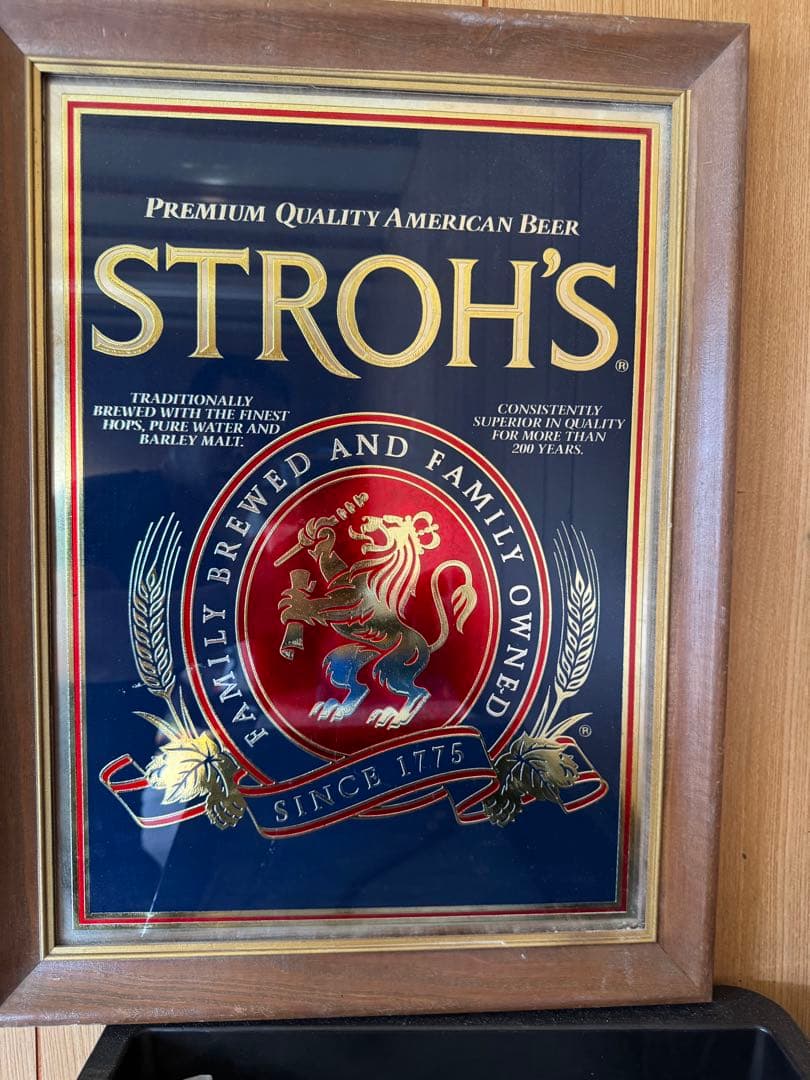 PREMIUM QUALITY AMERICAN BEER
STROH'S®
TRADITIONALLY
BREWED WITH THE FINEST
HOPS, PURE WATER AND
BARLEY MALT.
CONSISTENTLY
SUPERIOR IN QUALITY
FOR MORE THAN
200 YEARS.
FAMILY BREWED AND FAMILY OWNED
®
SINCE 1775